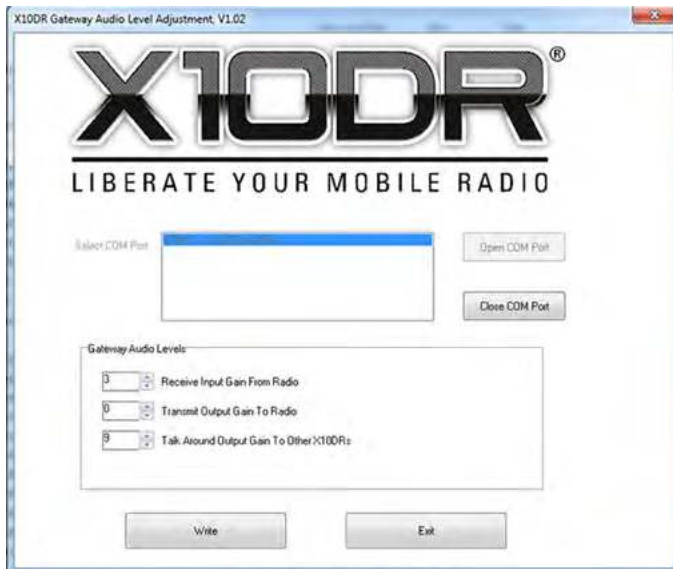 X10DR Gateway Audio Level Adjustment, V1.02
X10DR®
LIBERATE YOUR MOBILE RADIO
Select COM Port
Open COM Port
Close COM Port
Gateway Audio Levels
3 Receive Input Gain From Radio
0 Transmit Output Gain To Radio
9 Talk Around Output Gain To Other X10DRs
Write Exit